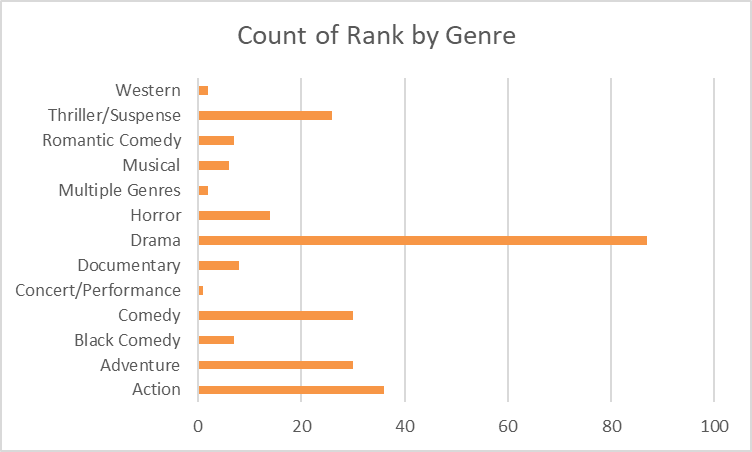 Count of Rank by Genre
Western
Thriller/Suspense
Romantic Comedy
Musical
Multiple Genres
Horror
Drama
Documentary
Concert/Performance
Comedy
Black Comedy
Adventure
Action
0 20 40 60 80 100